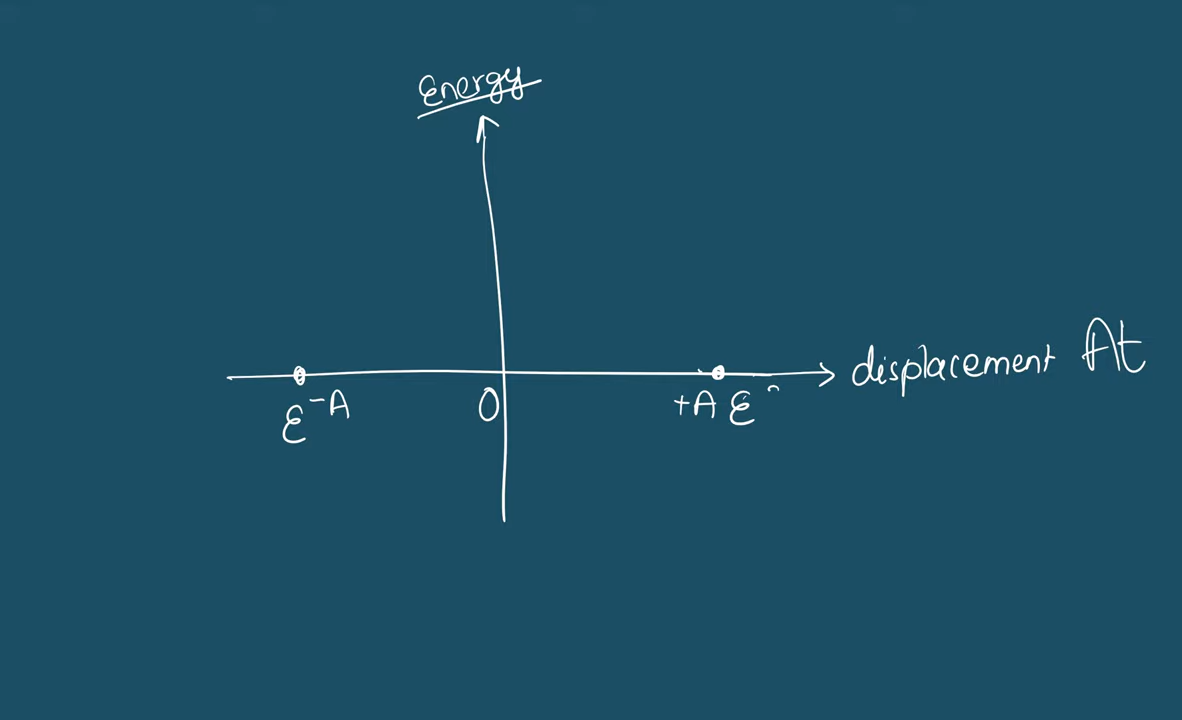 Energy
displacement At
-A 0 +A
ε ε